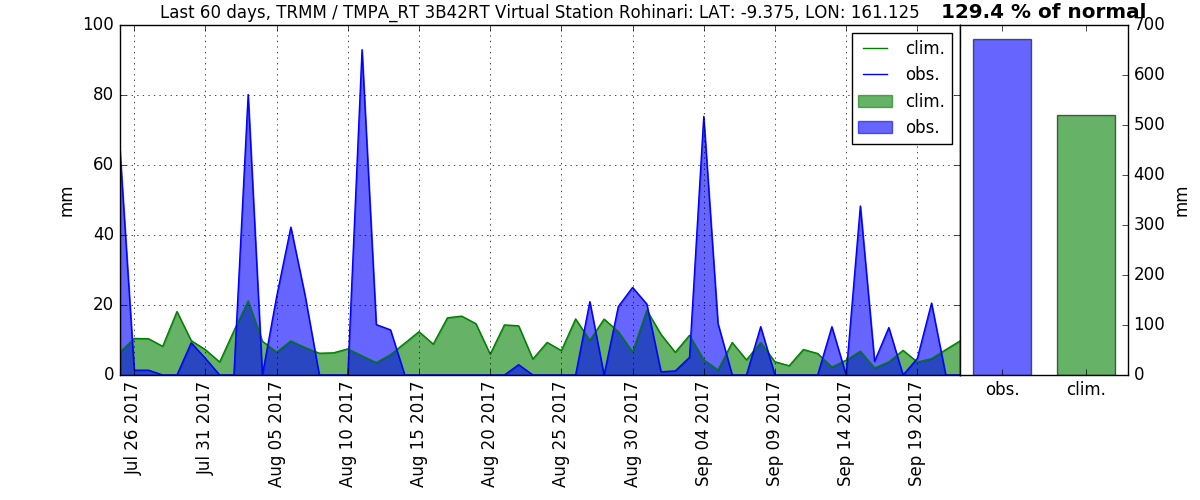 Last 60 days, TRMM / TMPA_RT 3B42RT Virtual Station Rohinari: LAT: -9.375, LON: 161.125
129.4 % of normal
100
80
60
40
20
0
mm
clim.
obs.
clim.
obs.
700
600
500
400
300
200
100
0
mm
obs.
clim.
Jul 26 2017
Jul 31 2017
Aug 05 2017
Aug 10 2017
Aug 15 2017
Aug 20 2017
Aug 25 2017
Aug 30 2017
Sep 04 2017
Sep 09 2017
Sep 14 2017
Sep 19 2017